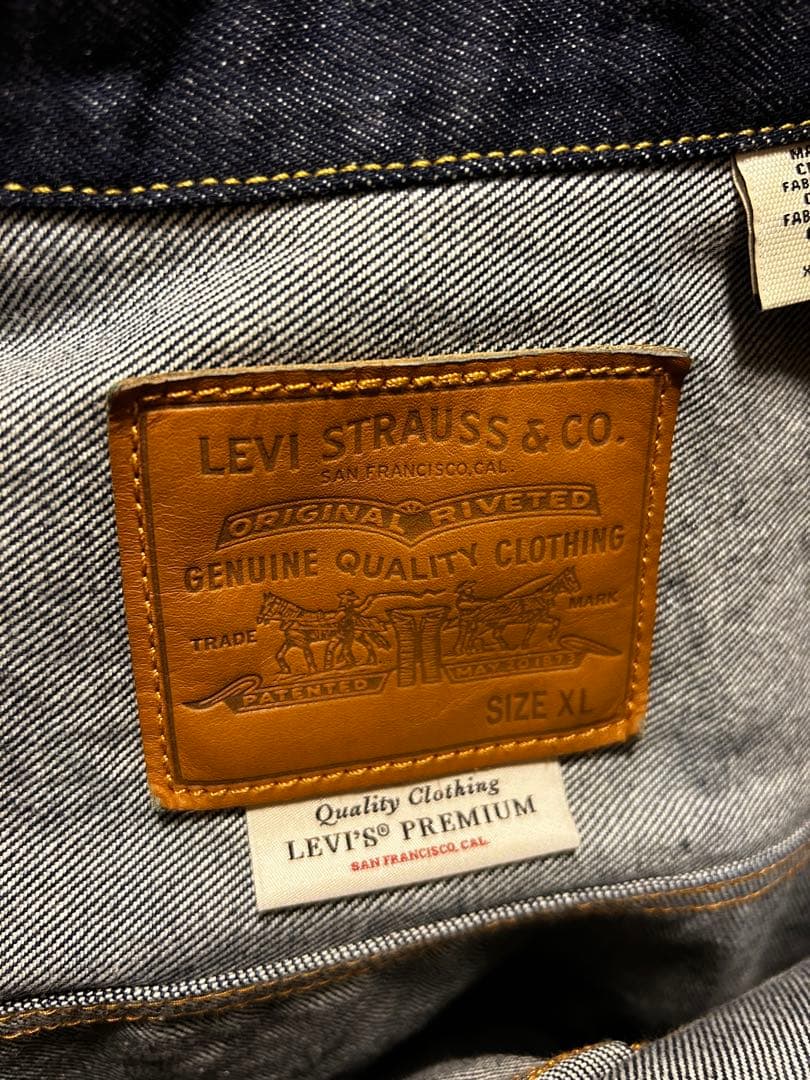 LEVI STRAUSS & CO.
SAN FRANCISCO, CAL.
ORIGINAL RIVETED
GENUINE QUALITY CLOTHING
TRADE MARK
PATENTED MAY 20 1873
SIZE XL
Quality Clothing
LEVI'S® PREMIUM
SAN FRANCISCO, CAL.